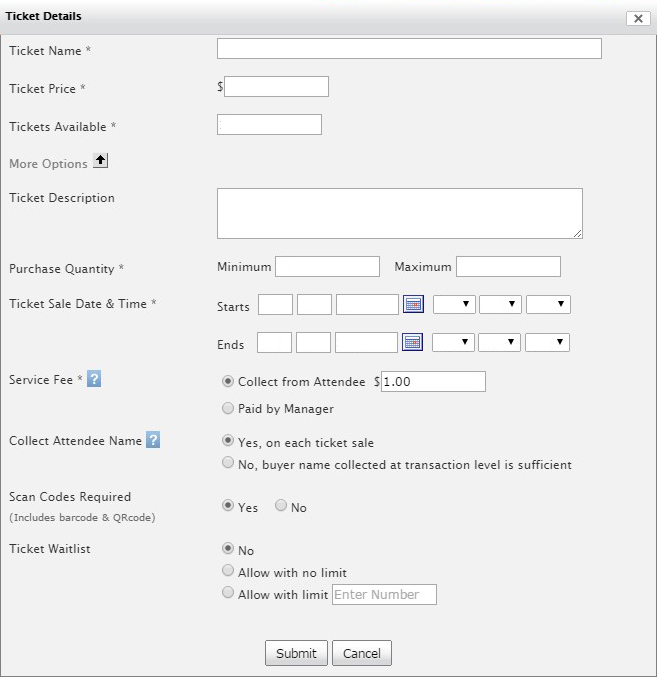 Ticket Details
Ticket Name *
Ticket Price * $
Tickets Available *
More Options
Ticket Description
Purchase Quantity * Minimum Maximum
Ticket Sale Date & Time * Starts
Ends
Service Fee * ? Collect from Attendee $ 1.00
Paid by Manager
Collect Attendee Name ? Yes, on each ticket sale
No, buyer name collected at transaction level is sufficient
Scan Codes Required
(Includes barcode & QRcode) Yes No
Ticket Waitlist No
Allow with no limit
Allow with limit Enter Number
Submit Cancel